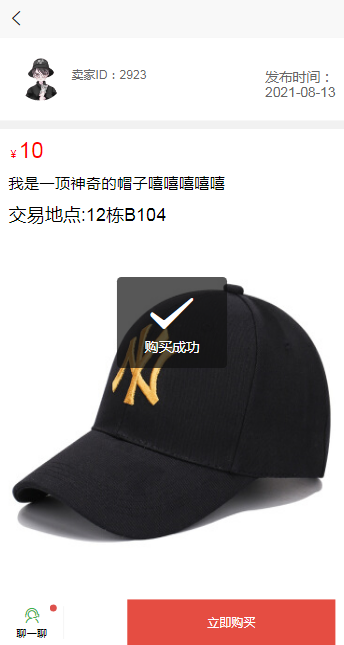 卖家ID：2923
发布时间：
2021-08-13
¥10
我是一顶神奇的帽子嘻嘻嘻嘻嘻
交易地点:12栋B104
购买成功
NY
聊一聊
立即购买